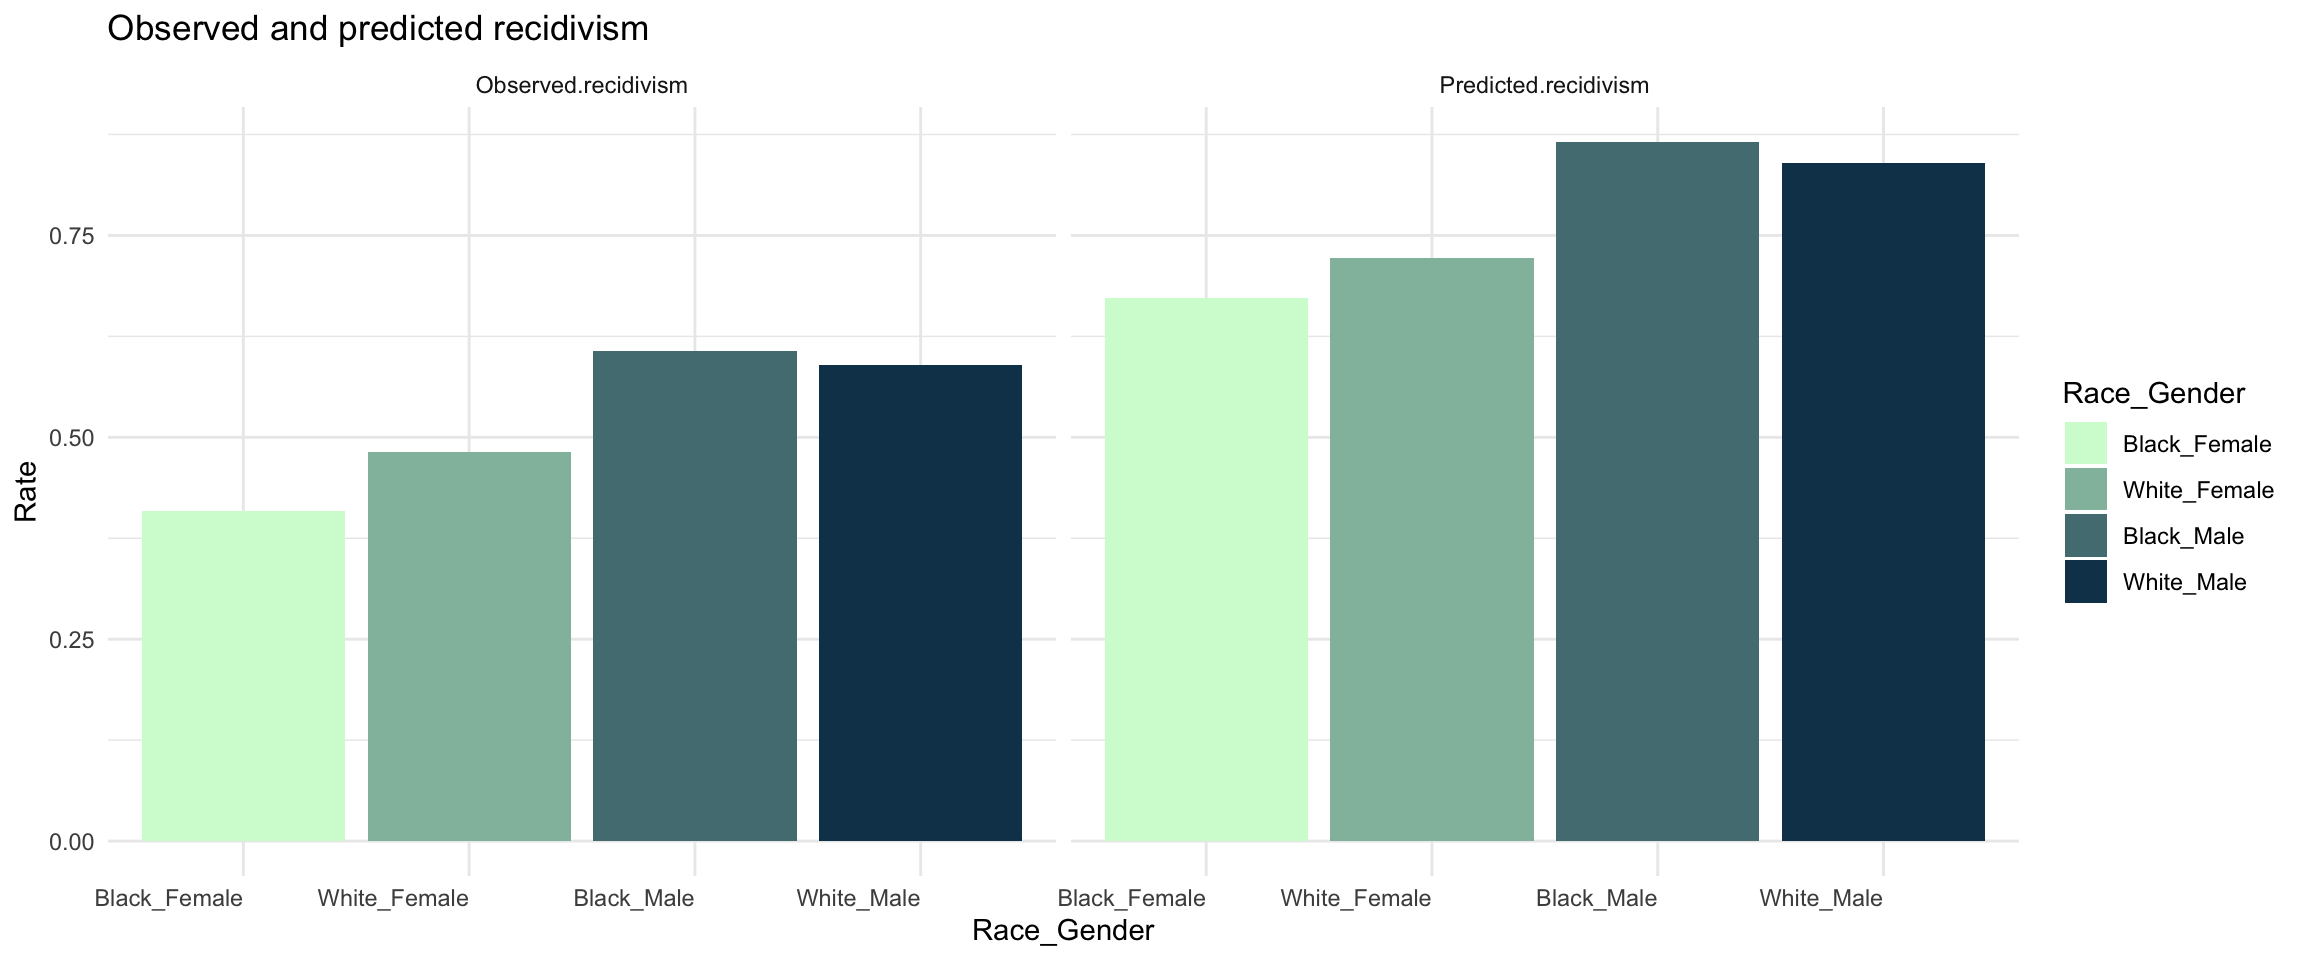 Observed and predicted recidivism
Observed.recidivism
Predicted.recidivism
0.75
0.50
0.25
0.00
Rate
Black_Female
White_Female
Black_Male
White_Male
Black_Female
White_Female
Black_Male
White_Male
Race_Gender
Race_Gender
Black_Female
White_Female
Black_Male
White_Male